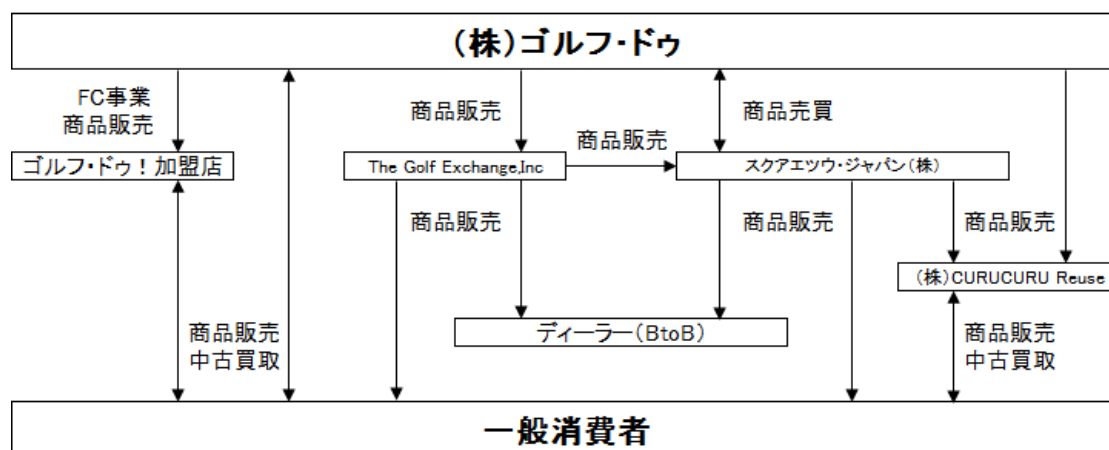 (株)ゴルフ・ドゥ
FC事業
商品販売
商品販売
商品売買
商品販売
ゴルフ・ドゥ！加盟店
The Golf Exchange,Inc
スクアエツウ・ジャパン(株)
商品販売
商品販売
商品販売
(株)CURUCURU Reuse
ディーラー(BtoB)
商品販売
中古買取
商品販売
中古買取
一般消費者